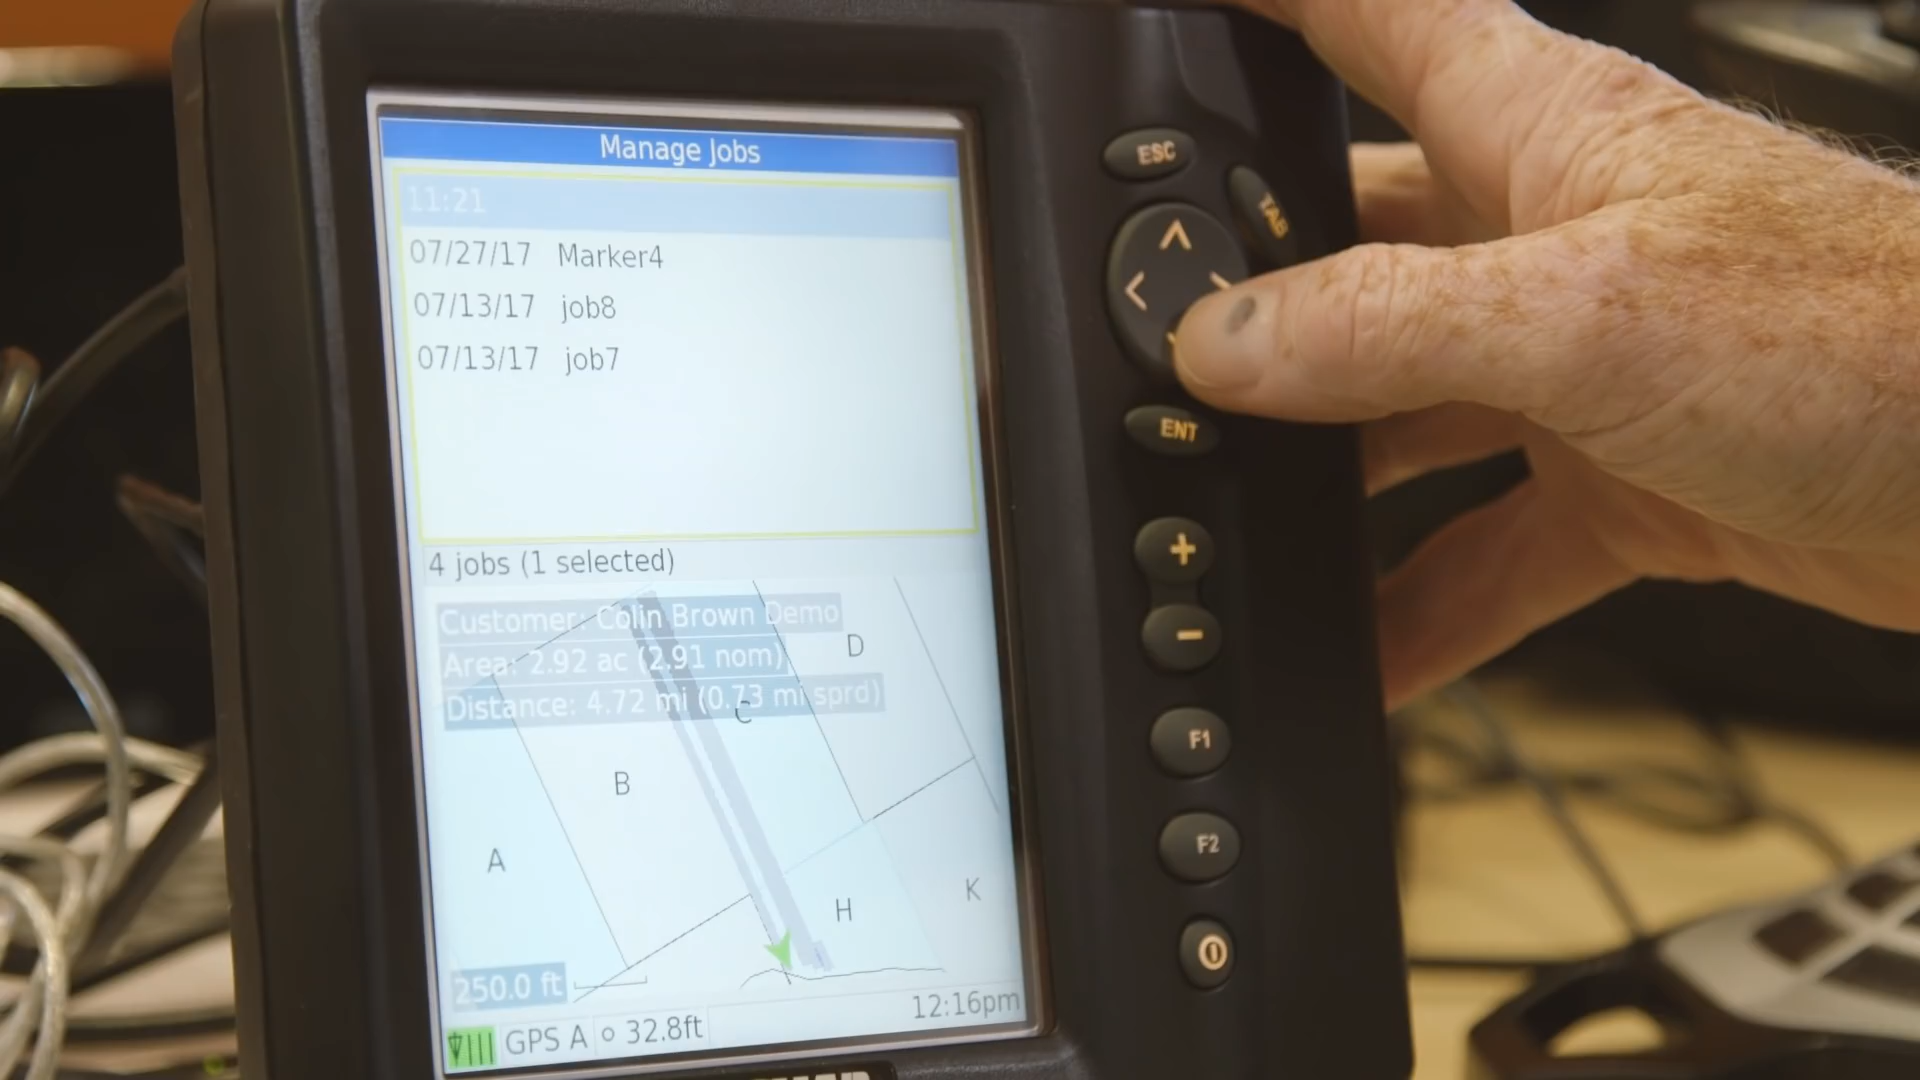 Manage Jobs
11:21
07/27/17 Marker4
07/13/17 job8
07/13/17 job7
4 jobs (1 selected)
Customer: Colin Brown Demo
Area: 2.92 ac (2.91 nom)
Distance: 4.72 mi (0.73 mi sprd)
D
C
B
A
H
K
250.0 ft
12:16pm
GPS A 32.8ft
ESC
TAB
ENT
+
−
F1
F2